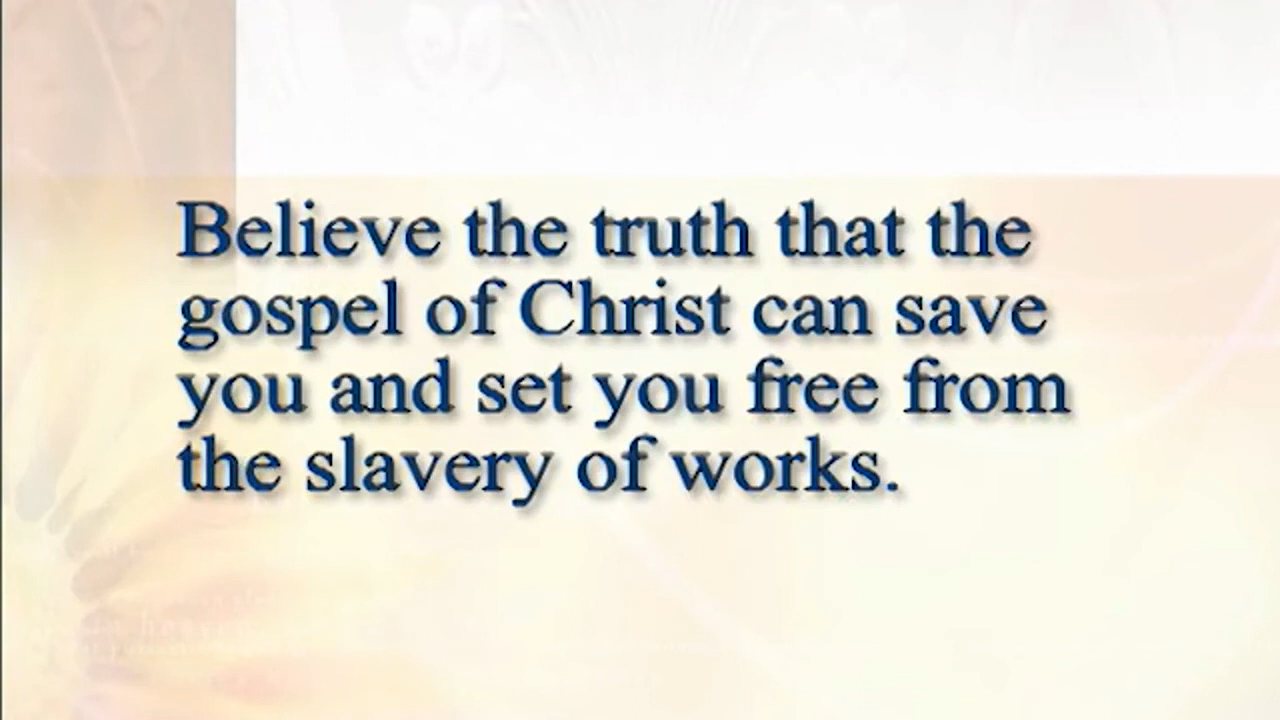 Believe the truth that the
gospel of Christ can save
you and set you free from
the slavery of works.